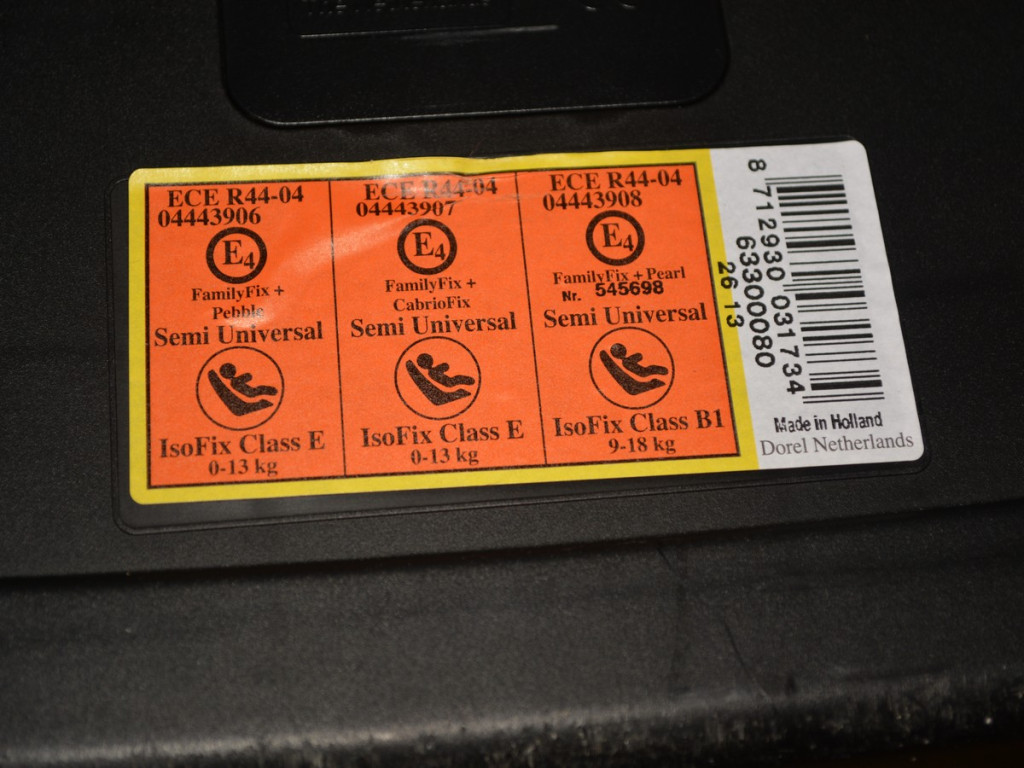 ECE R44-04
04443906
E4
FamilyFix +
Pebble
Semi Universal
IsoFix Class E
0-13 kg
ECE R44-04
04443907
E4
FamilyFix +
CabrioFix
Semi Universal
IsoFix Class E
0-13 kg
ECE R44-04
04443908
E4
FamilyFix + Pearl
Nr. 545698
Semi Universal
IsoFix Class B1
9-18 kg
8 712930 031734
63300080
26 13
Made in Holland
Dorel Netherlands